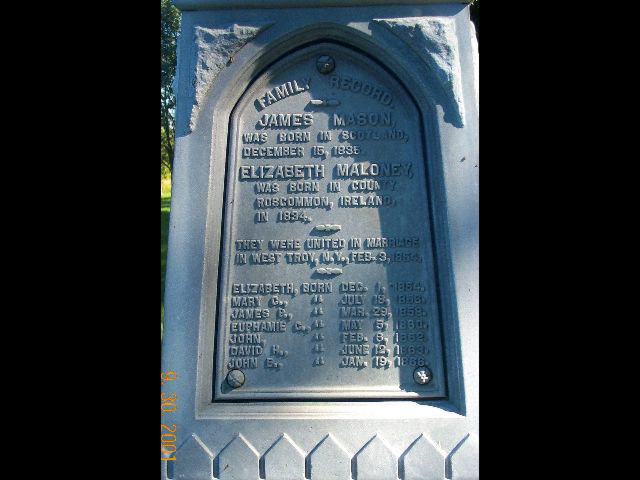 FAMILY RECORD.
JAMES MASON,
WAS BORN IN SCOTLAND,
DECEMBER 15, 1835.
ELIZABETH MALONEY,
WAS BORN IN COUNTY
ROSCOMMON, IRELAND,
IN 1834.
THEY WERE UNITED IN MARRIAGE
IN WEST TROY, N.Y., FEB. 3, 1854.
ELIZABETH, BORN DEC. 1, 1854.
MARY C., " JULY 18, 1856.
JAMES B., " MAR. 29, 1858.
EUPHAMIE C., " MAY 5, 1860.
JOHN, " FEB. 8, 1862.
DAVID H., " JUNE 12, 1863.
JOHN E., " JAN. 19, 1866.
9 30 2001